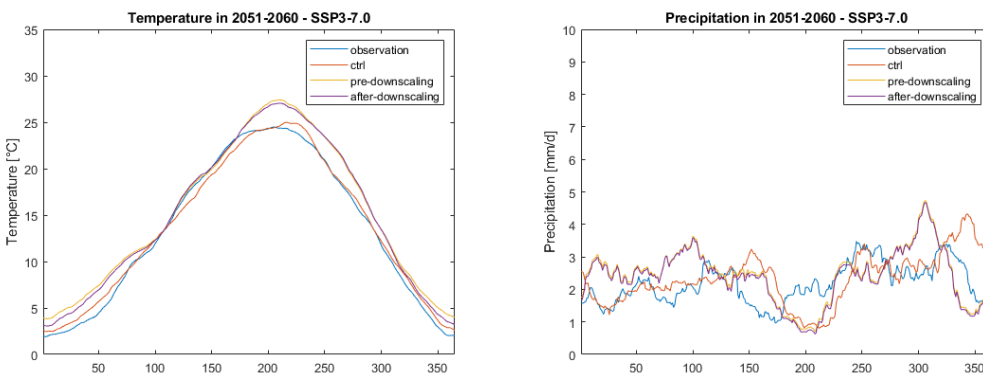 Temperature in 2051-2060 - SSP3-7.0
35
30
25
20
15
10
5
0
Temperature [°C]
50 100 150 200 250 300 350
observation
ctrl
pre-downscaling
after-downscaling
Precipitation in 2051-2060 - SSP3-7.0
10
9
8
7
6
5
4
3
2
1
0
Precipitation [mm/d]
50 100 150 200 250 300 350
observation
ctrl
pre-downscaling
after-downscaling